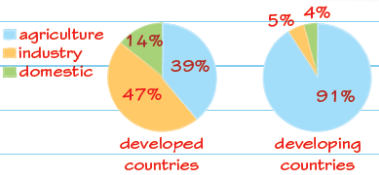 agriculture
industry
domestic
14%
39%
47%
developed
countries
5%
4%
91%
developing
countries